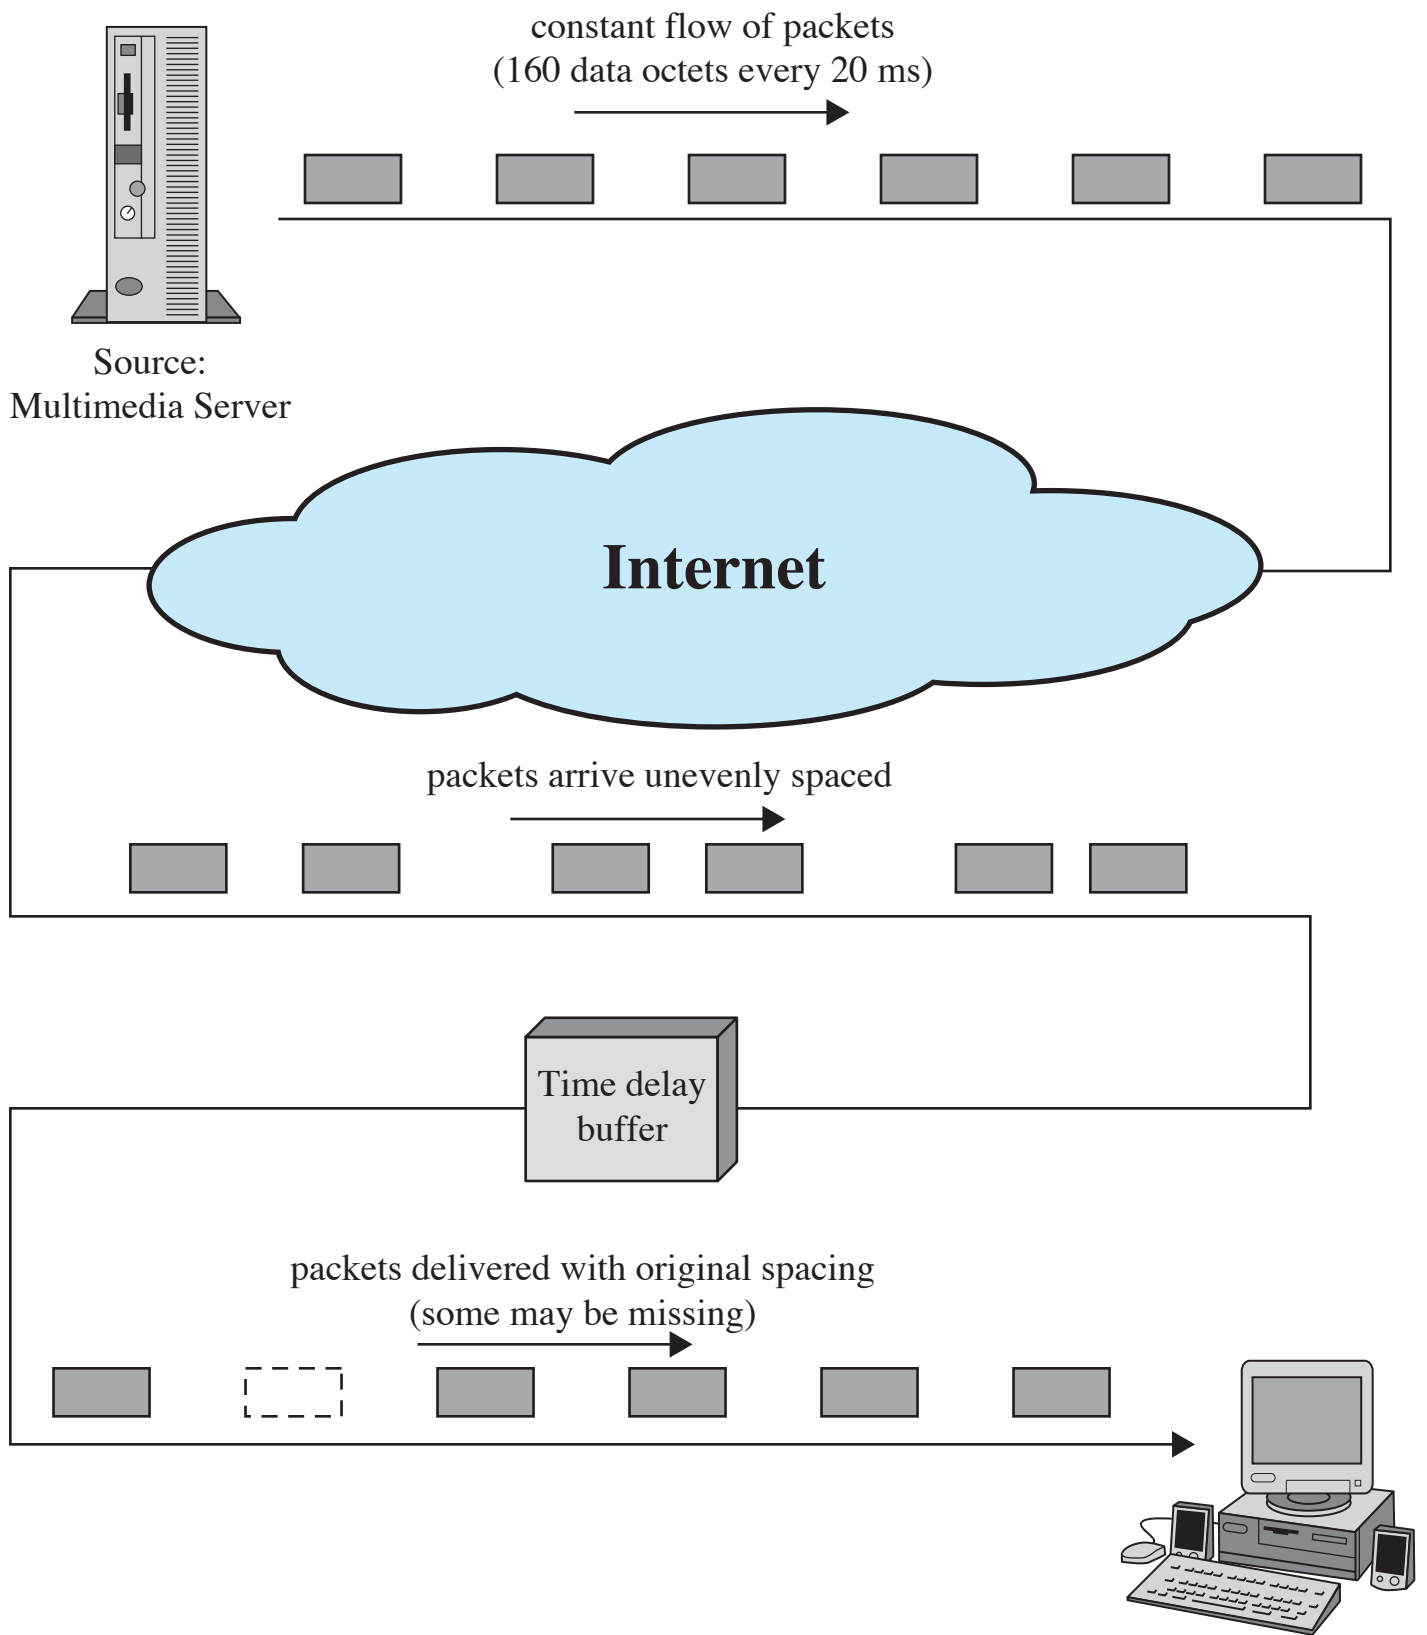 constant flow of packets
(160 data octets every 20 ms)
Source:
Multimedia Server
Internet
packets arrive unevenly spaced
Time delay
buffer
packets delivered with original spacing
(some may be missing)